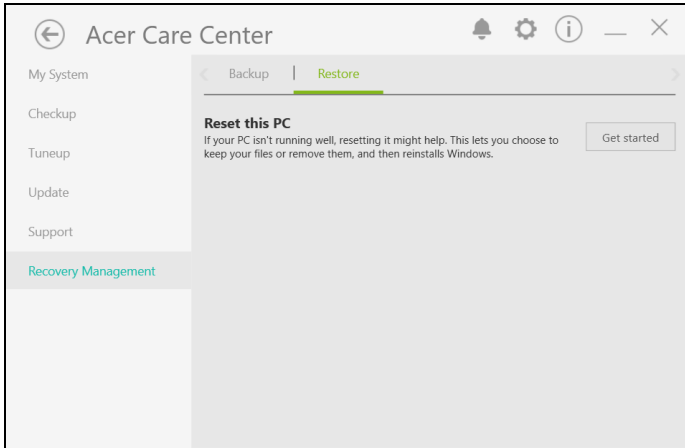 Acer Care Center
My System
Checkup
Tuneup
Update
Support
Recovery Management
Backup
Restore
Reset this PC
If your PC isn't running well, resetting it might help. This lets you choose to
keep your files or remove them, and then reinstalls Windows.
Get started